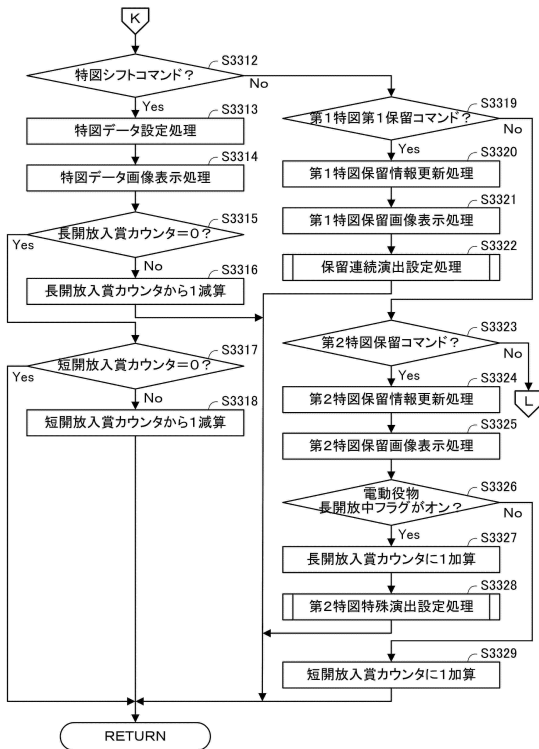 K
S3312
特図シフトコマンド?
No
Yes
S3313
特図データ設定処理
S3314
特図データ画像表示処理
S3315
長開放入賞カウンタ=0?
Yes
No
S3316
長開放入賞カウンタから1減算
S3317
短開放入賞カウンタ=0?
Yes
No
S3318
短開放入賞カウンタから1減算
S3319
第1特図第1保留コマンド?
No
Yes
S3320
第1特図保留情報更新処理
S3321
第1特図保留画像表示処理
S3322
保留連続演出設定処理
S3323
第2特図保留コマンド?
No
Yes
L
S3324
第2特図保留情報更新処理
S3325
第2特図保留画像表示処理
S3326
電動役物
長開放中フラグがオン?
No
Yes
S3327
長開放入賞カウンタに1加算
S3328
第2特図特殊演出設定処理
S3329
短開放入賞カウンタに1加算
RETURN